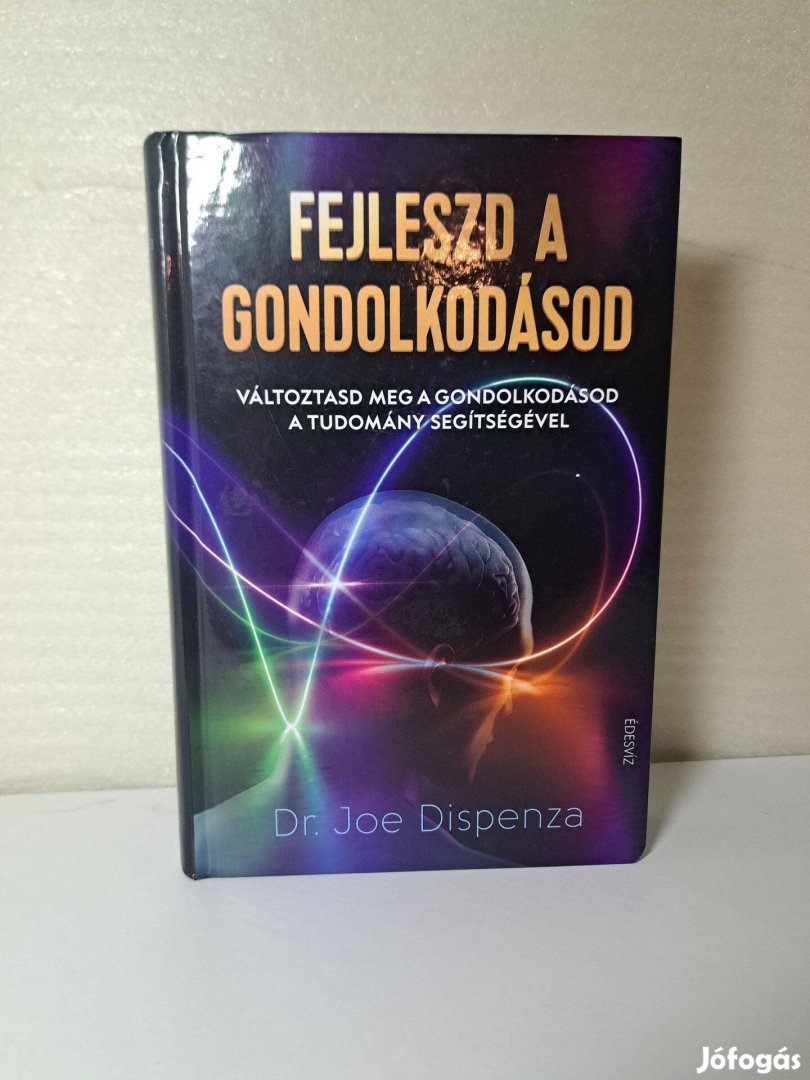 FEJLESZD A
GONDOLKODÁSOD
VÁLTOZTASD MEG A GONDOLKODÁSOD
A TUDOMÁNY SEGÍTSÉGÉVEL
ÉDESVÍZ
Dr. Joe Dispenza
Jófogás